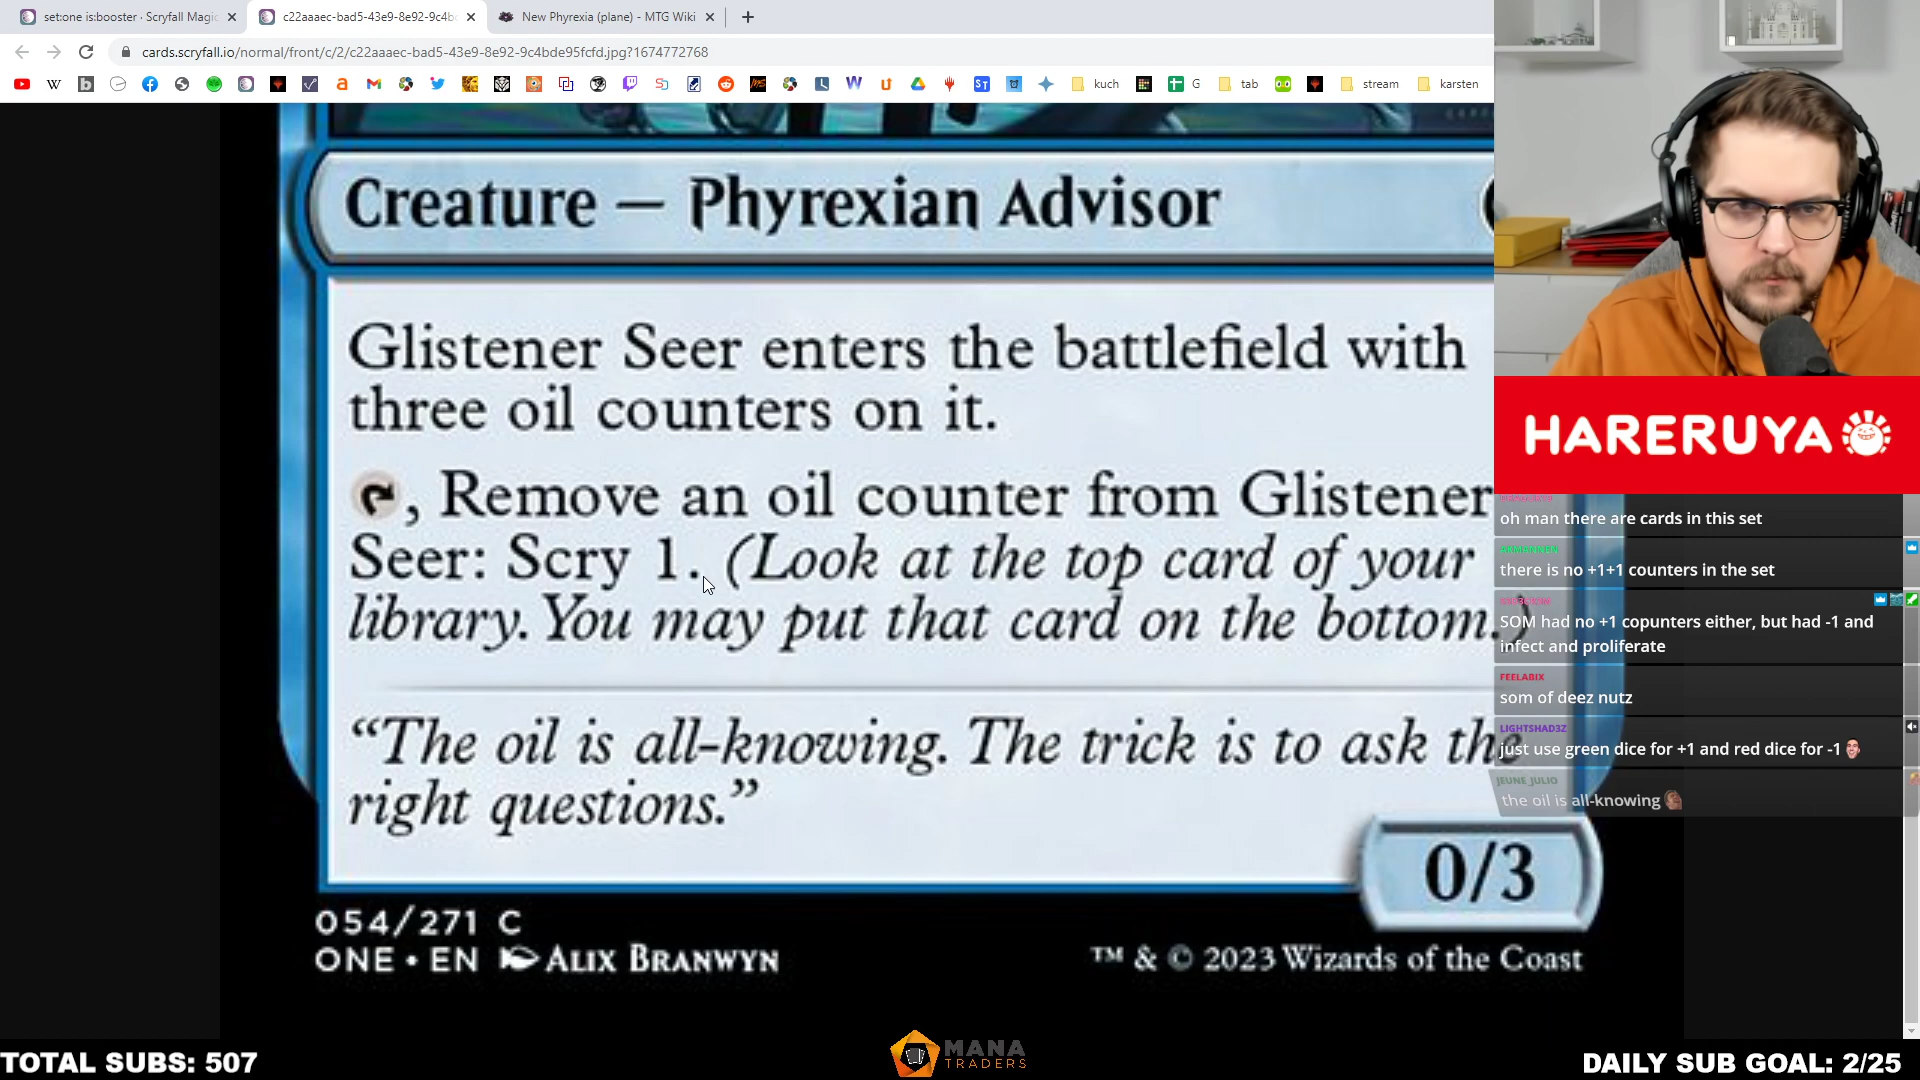 set:one is:booster · Scryfall Magic
c22aaaec-bad5-43e9-8e92-9c4b
New Phyrexia (plane) - MTG Wiki
cards.scryfall.io/normal/front/c/2/c22aaaec-bad5-43e9-8e92-9c4bde95fcfd.jpg?1674772768
kuch
G
tab
stream
karsten
Creature — Phyrexian Advisor
Glistener Seer enters the battlefield with
three oil counters on it.
, Remove an oil counter from Glistener
Seer: Scry 1. (Look at the top card of your
library. You may put that card on the bottom.)
“The oil is all-knowing. The trick is to ask the
right questions.”
0/3
054/271 C
ONE • EN ALIX BRANWYN
™ & © 2023 Wizards of the Coast
HARERUYA
oh man there are cards in this set
there is no +1+1 counters in the set
SOM had no +1 copunters either, but had -1 and
infect and proliferate
FEELABIX
som of deez nutz
LIGHTSHAD3Z
just use green dice for +1 and red dice for -1
JEUNE_JULIO
the oil is all-knowing
TOTAL SUBS: 507
MANA
TRADERS
DAILY SUB GOAL: 2/25